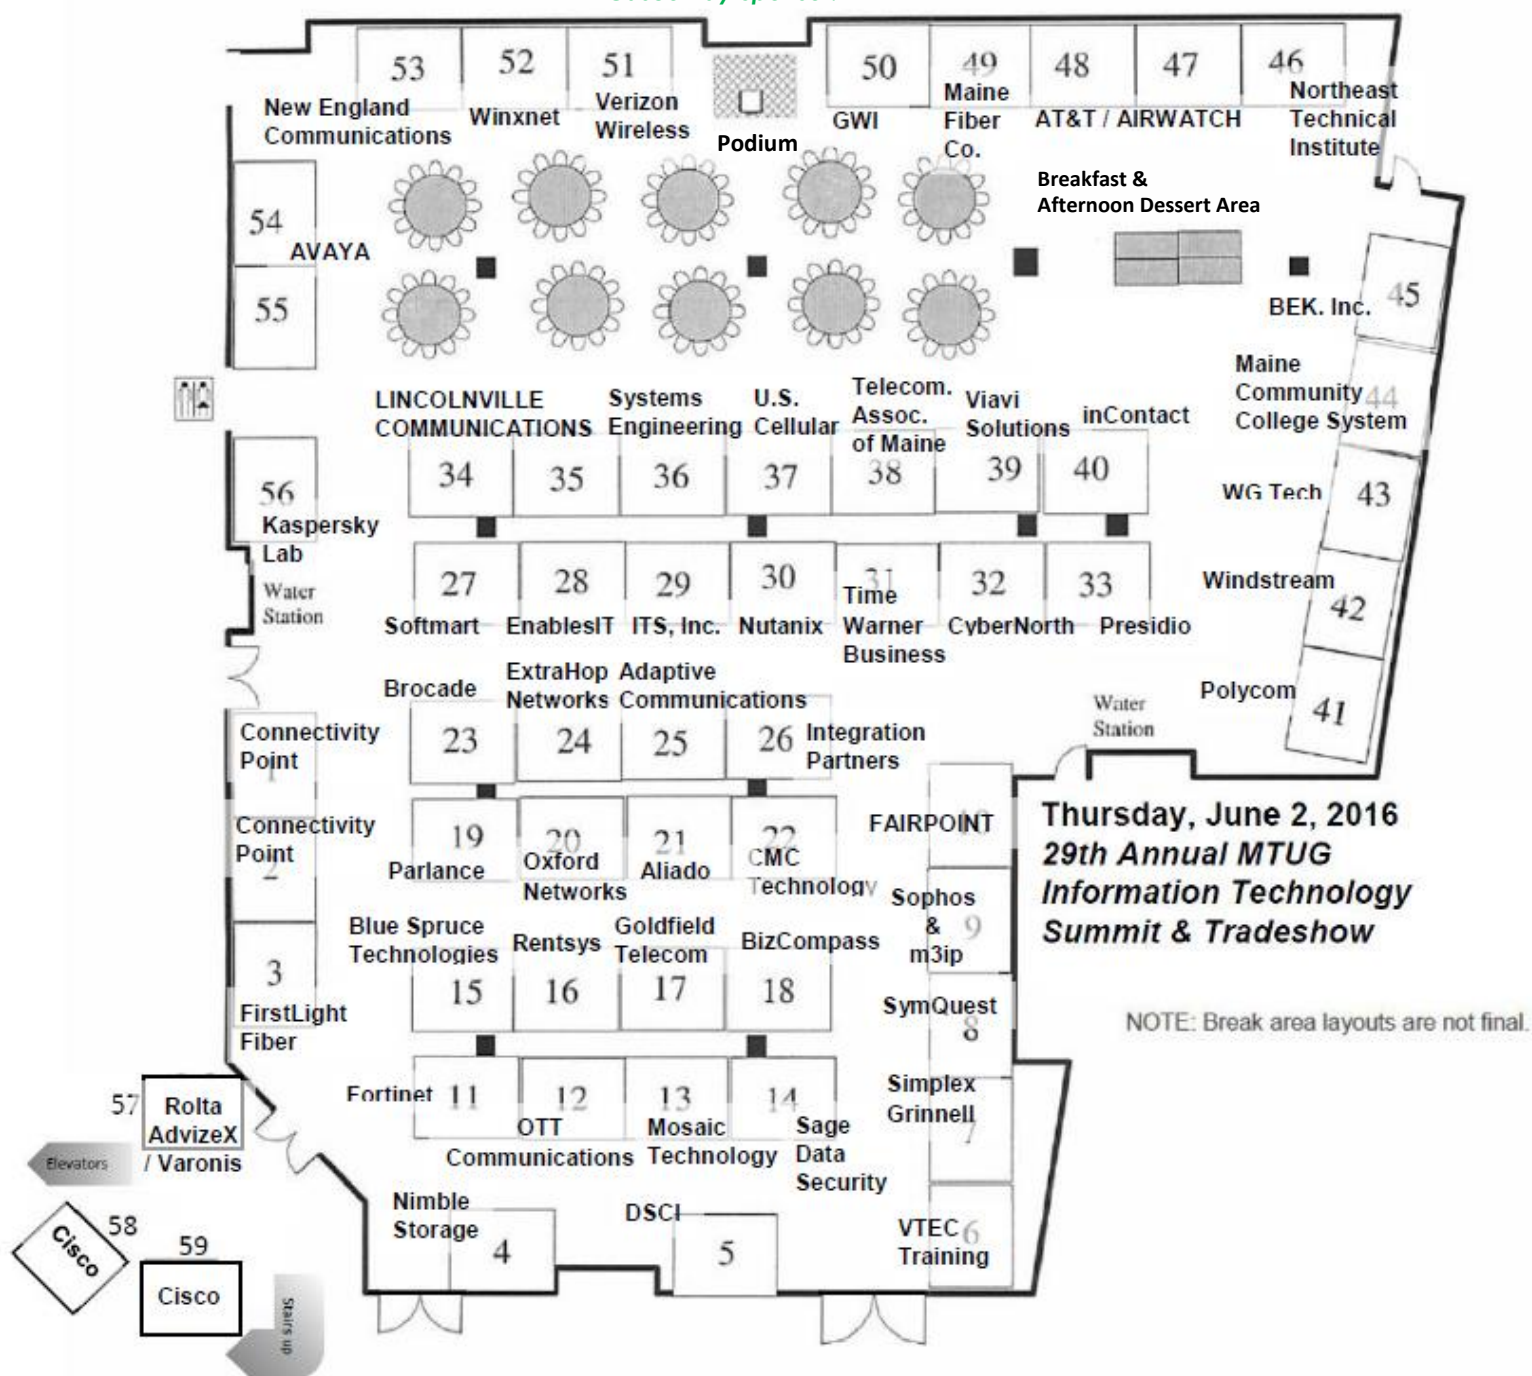 53
52
51
50
49
48
47
46
New England
Communications
Winxnet
Verizon
Wireless
Podium
GWI
Maine
Fiber
Co.
AT&T / AIRWATCH
Northeast
Technical
Institute
Breakfast &
Afternoon Dessert Area
54
AVAYA
55
45
BEK. Inc.
Maine
Community
College System
44
LINCOLNVILLE
COMMUNICATIONS
Systems
Engineering
U.S.
Cellular
Telecom.
Assoc.
of Maine
Viavi
Solutions
inContact
34
35
36
37
38
39
40
WG Tech
43
56
Kaspersky
Lab
Water
Station
27
28
29
30
31
32
33
Softmart
EnablesIT
ITS, Inc.
Nutanix
Time
Warner
Business
CyberNorth
Presidio
Windstream
42
Polycom
41
Water
Station
Brocade
ExtraHop
Networks
Adaptive
Communications
23
24
25
26
Integration
Partners
Connectivity
Point
1
Connectivity
Point
2
19
20
21
22
Parlance
Oxford
Networks
Aliado
CMC
Technology
FAIRPOINT
10
Thursday, June 2, 2016
29th Annual MTUG
Information Technology
Summit & Tradeshow
Sophos
&
m3ip
9
Blue Spruce
Technologies
Rentsys
Goldfield
Telecom
BizCompass
3
FirstLight
Fiber
15
16
17
18
SymQuest
8
NOTE: Break area layouts are not final.
Fortinet
11
12
13
14
OTT
Communications
Mosaic
Technology
Sage
Data
Security
Simplex
Grinnell
7
57
Rolta
AdvizeX
/ Varonis
Elevators
Nimble
Storage
4
DSCI
5
VTEC
Training
6
58
Cisco
59
Cisco
Stairs up